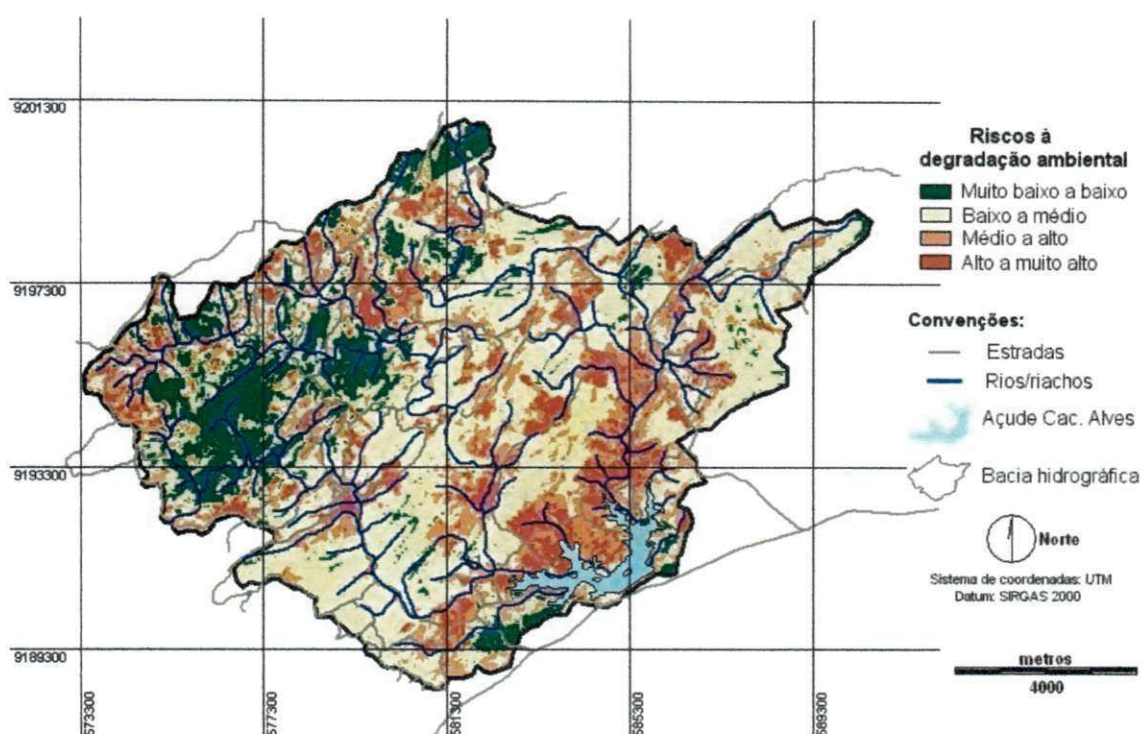 9201300
Riscos à
degradação ambiental
Muito baixo a baixo
Baixo a médio
Médio a alto
Alto a muito alto
9197300
Convenções:
Estradas
Rios/riachos
Açude Cac. Alves
9193300
Bacia hidrográfica
Norte
Sistema de coordenadas: UTM
Datum: SIRGAS 2000
9189300
metros
4000
573300
577300
581300
585300
589300